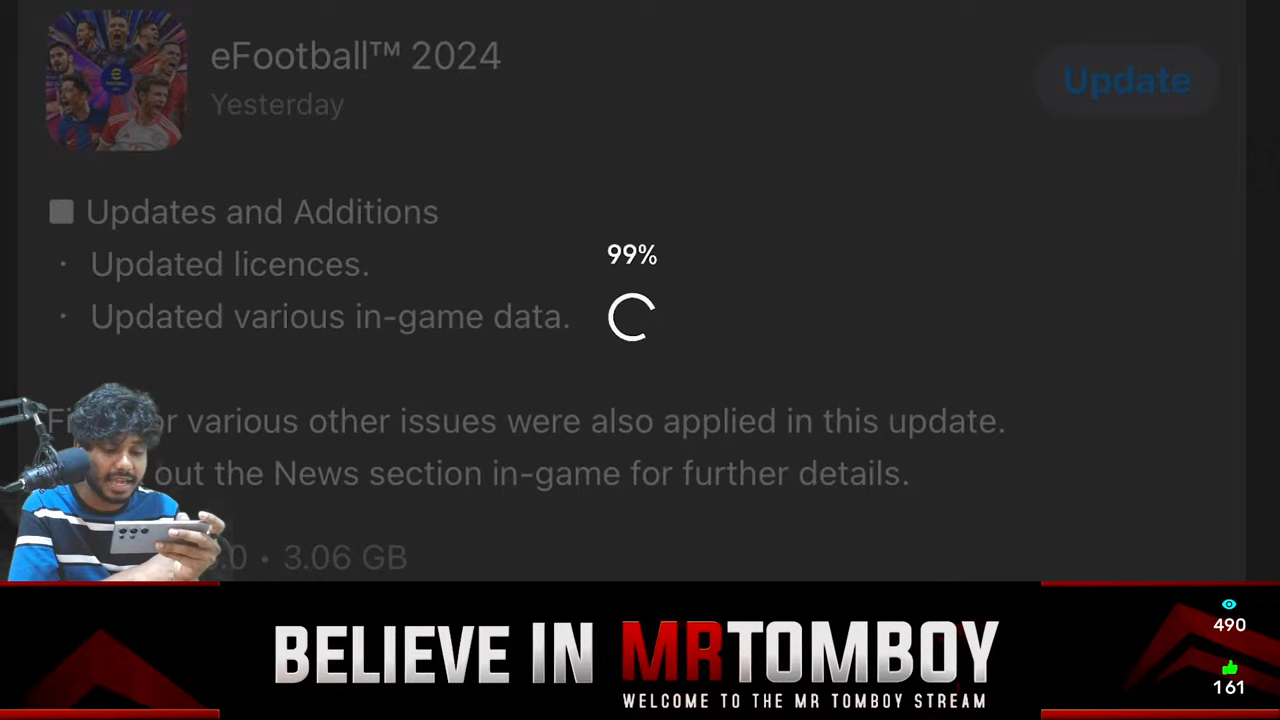 eFootball™ 2024
Yesterday
Update
Updates and Additions
· Updated licences.
· Updated various in-game data.
99%
various other issues were also applied in this update.
out the News section in-game for further details.
.0 • 3.06 GB
BELIEVE IN MRTOMBOY
WELCOME TO THE MR TOMBOY STREAM
490
161